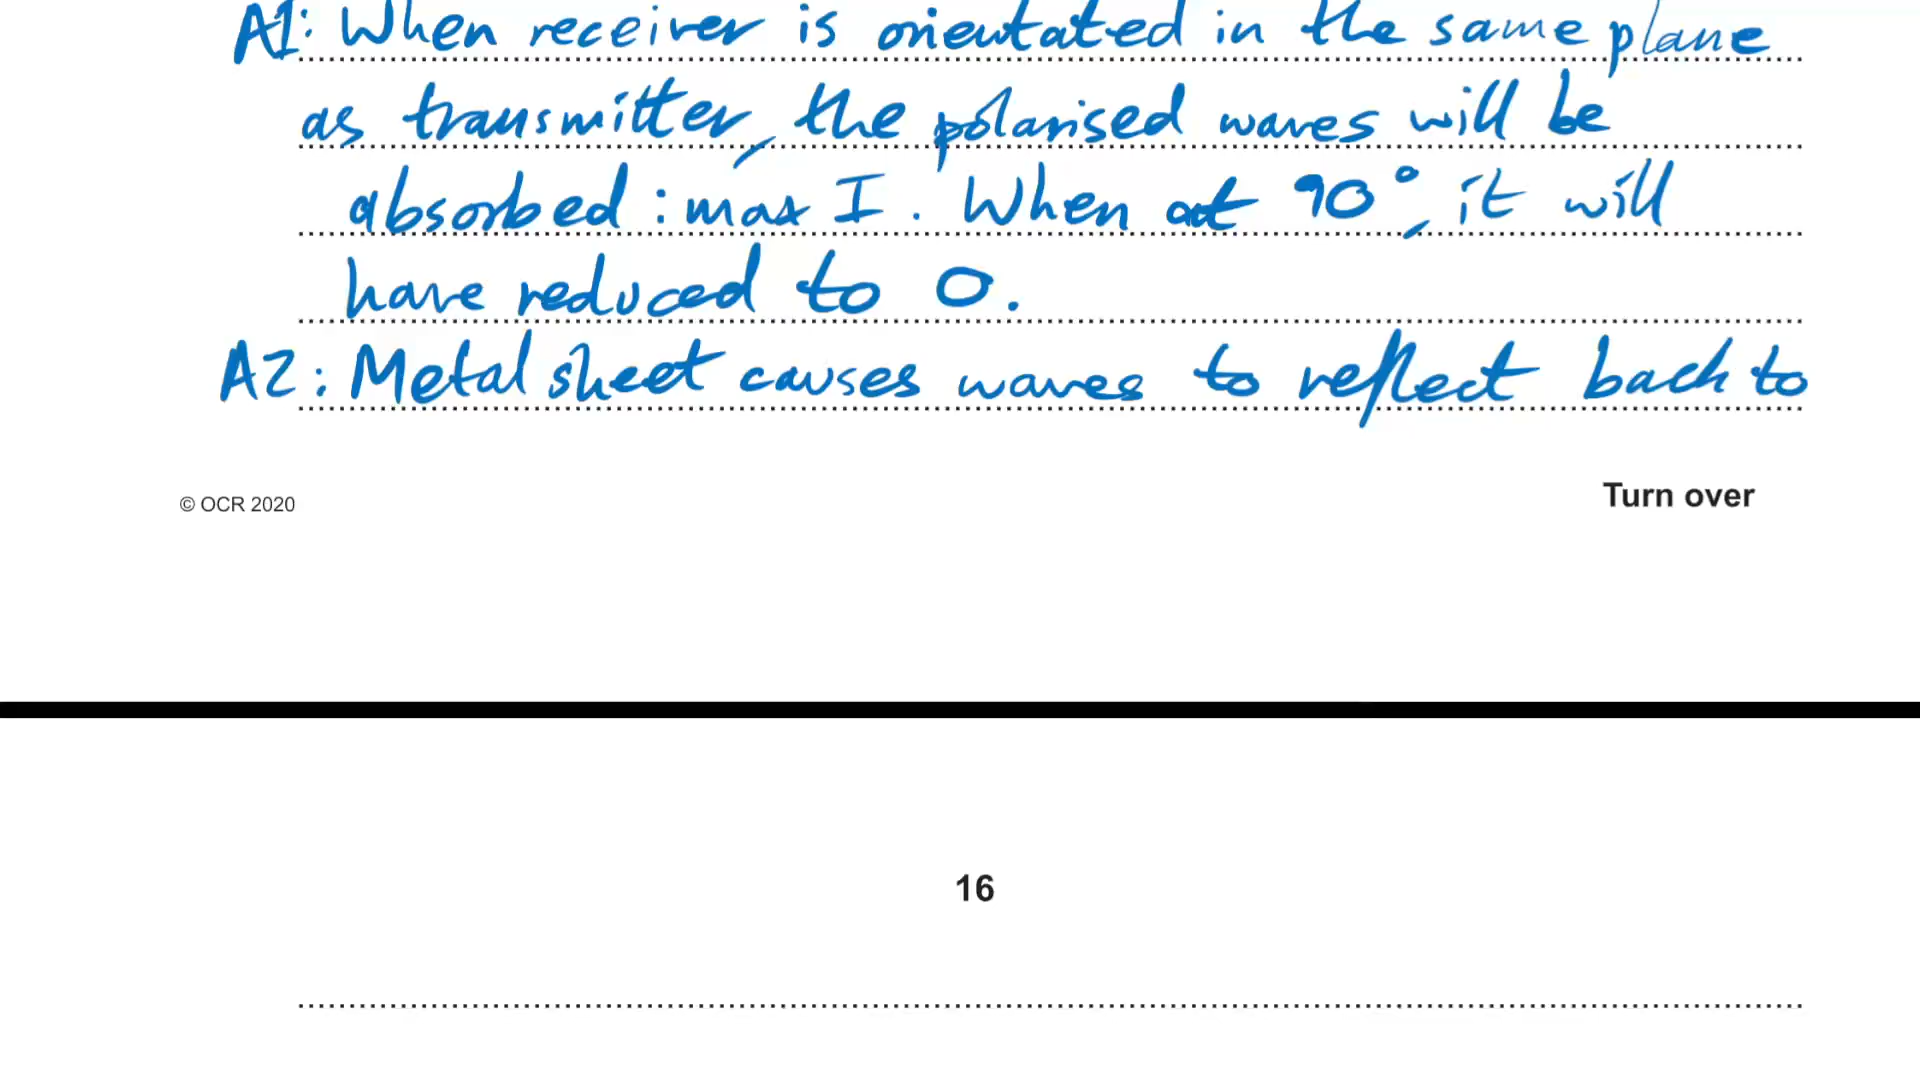 A1: When receiver is orientated in the same plane
as transmitter, the polarised waves will be
absorbed : max I. When at 90°, it will
have reduced to 0.
A2: Metal sheet causes waves to reflect back to
© OCR 2020
Turn over
16